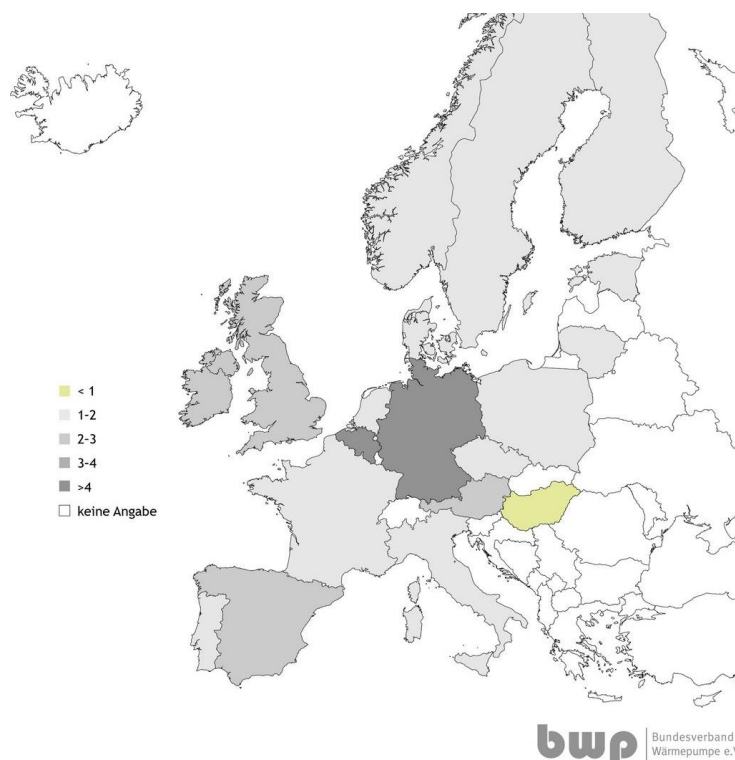 < 1
1-2
2-3
3-4
>4
keine Angabe
bwp
Bundesverband
Wärmepumpe e.V